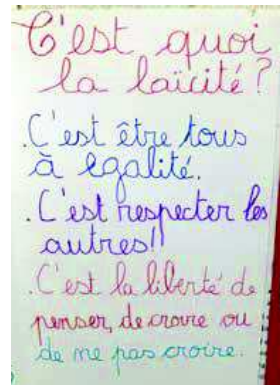 C'est quoi
la laïcité?
.C'est être tous
à égalité.
.C'est respecter les
autres!!
.C'est la liberté de
penser, de croire ou
de ne pas croire.